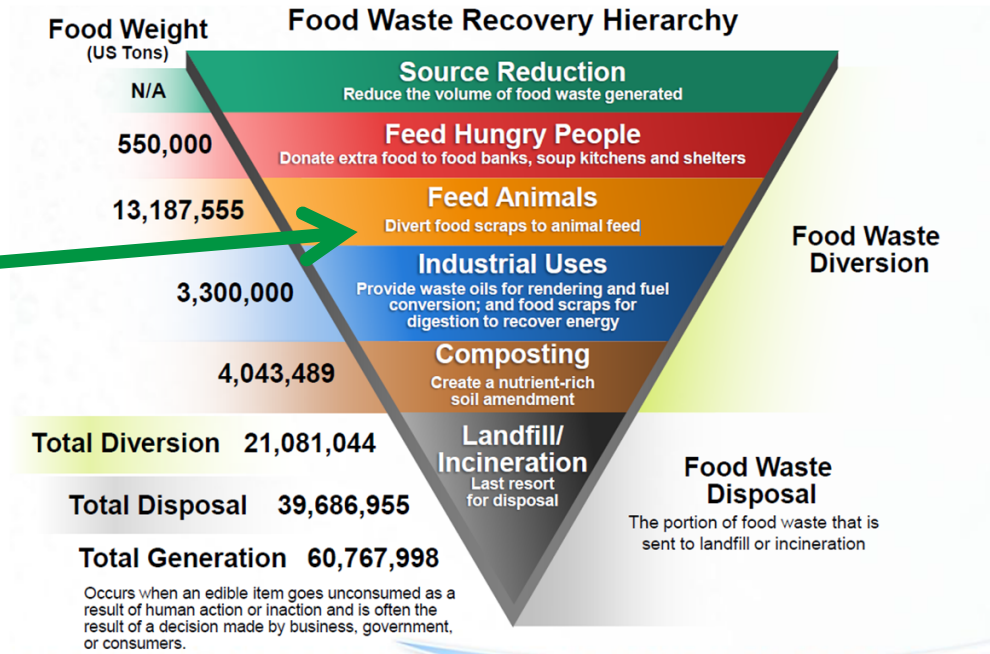 Food Waste Recovery Hierarchy
Food Weight
(US Tons)
N/A
Source Reduction
Reduce the volume of food waste generated
550,000
Feed Hungry People
Donate extra food to food banks, soup kitchens and shelters
13,187,555
Feed Animals
Divert food scraps to animal feed
3,300,000
Industrial Uses
Provide waste oils for rendering and fuel
conversion; and food scraps for
digestion to recover energy
4,043,489
Composting
Create a nutrient-rich
soil amendment
Food Waste
Diversion
Total Diversion 21,081,044
Total Disposal 39,686,955
Total Generation 60,767,998
Occurs when an edible item goes unconsumed as a
result of human action or inaction and is often the
result of a decision made by business, government,
or consumers.
Landfill/
Incineration
Last resort
for disposal
Food Waste
Disposal
The portion of food waste that is
sent to landfill or incineration